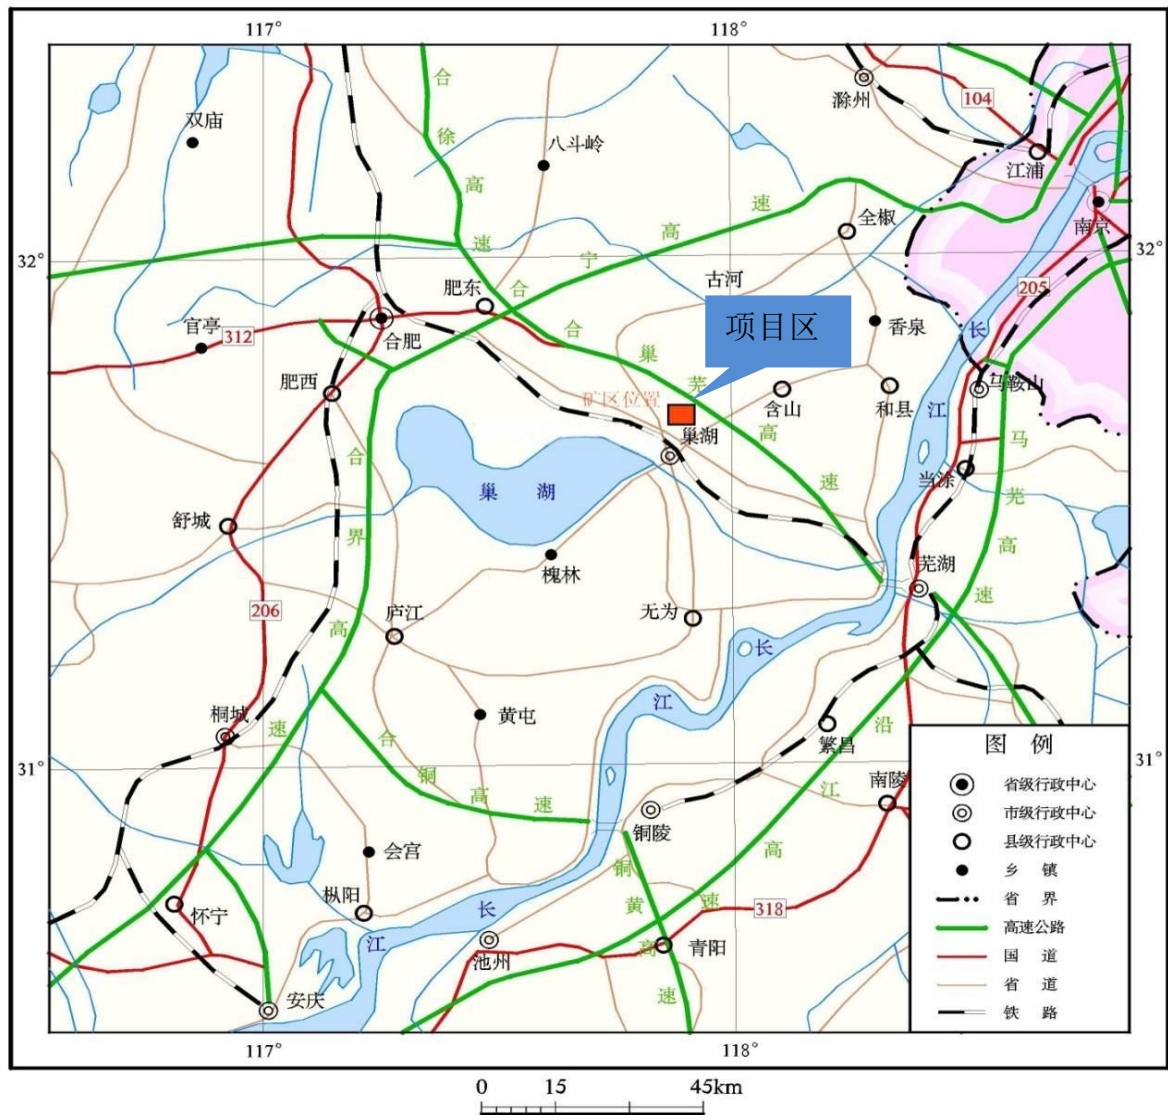 117°
118°
合
徐
高
速
双庙
八斗岭
滁州
104
江浦
南京
全椒
合
宁
高
速
32°
32°
古河
205
肥东
官亭
312
合肥
项目区
香泉
长
江
合
巢
芜
高
速
肥西
矿区位置
含山
和县
马鞍山
巢湖
巢湖
当涂
马
芜
高
速
合
界
高
速
舒城
槐林
芜湖
206
庐江
无为
长
江
桐城
黄屯
繁昌
沿
江
高
速
合
铜
高
速
31°
31°
南陵
铜陵
会宫
铜
黄
高
速
枞阳
怀宁
长
江
318
池州
青阳
安庆
图 例
省级行政中心
市级行政中心
县级行政中心
乡 镇
省 界
高速公路
国 道
省 道
铁 路
117°
118°
0 15 45km